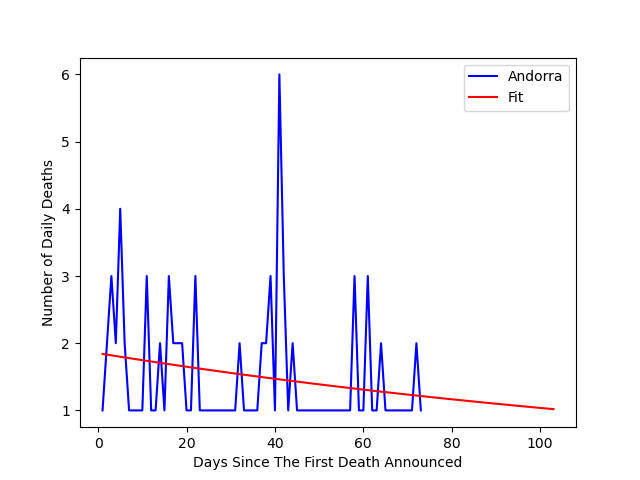 Andorra
Fit
6
5
4
3
2
1
Number of Daily Deaths
0 20 40 60 80 100
Days Since The First Death Announced